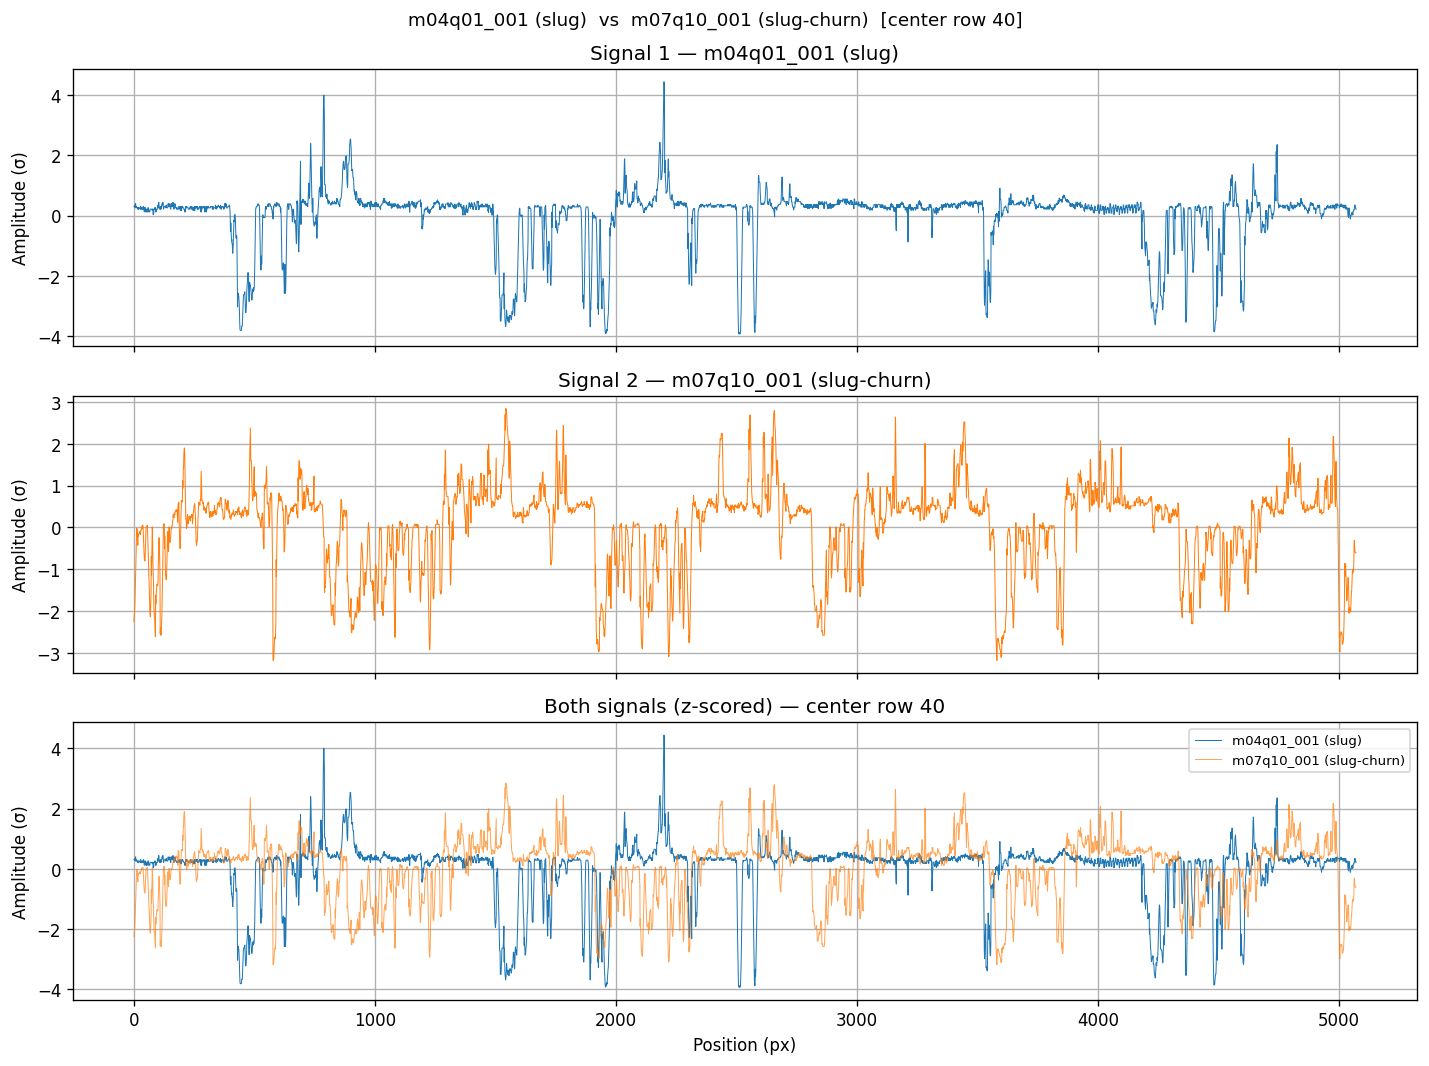 m04q01_001 (slug)  vs  m07q10_001 (slug-churn)  [center row 40]
Signal 1 — m04q01_001 (slug)
Amplitude (σ)
4
2
0
−2
−4
Signal 2 — m07q10_001 (slug-churn)
Amplitude (σ)
3
2
1
0
−1
−2
−3
Both signals (z-scored) — center row 40
m04q01_001 (slug)
m07q10_001 (slug-churn)
Amplitude (σ)
4
2
0
−2
−4
0 1000 2000 3000 4000 5000
Position (px)